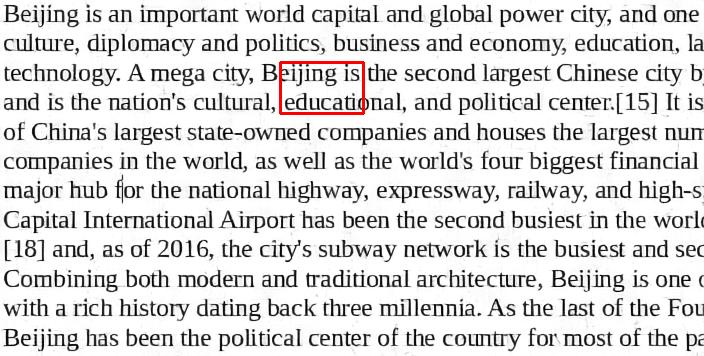 Beijing is an important world capital and global power city, and one
culture, diplomacy and politics, business and economy, education, la
technology. A mega city, Beijing is the second largest Chinese city b
and is the nation's cultural, educational, and political center.[15] It is
of China's largest state-owned companies and houses the largest num
companies in the world, as well as the world's four biggest financial
major hub for the national highway, expressway, railway, and high-s
Capital International Airport has been the second busiest in the worl
[18] and, as of 2016, the city's subway network is the busiest and sec
Combining both modern and traditional architecture, Beijing is one o
with a rich history dating back three millennia. As the last of the Fou
Beijing has been the political center of the country for most of the pa